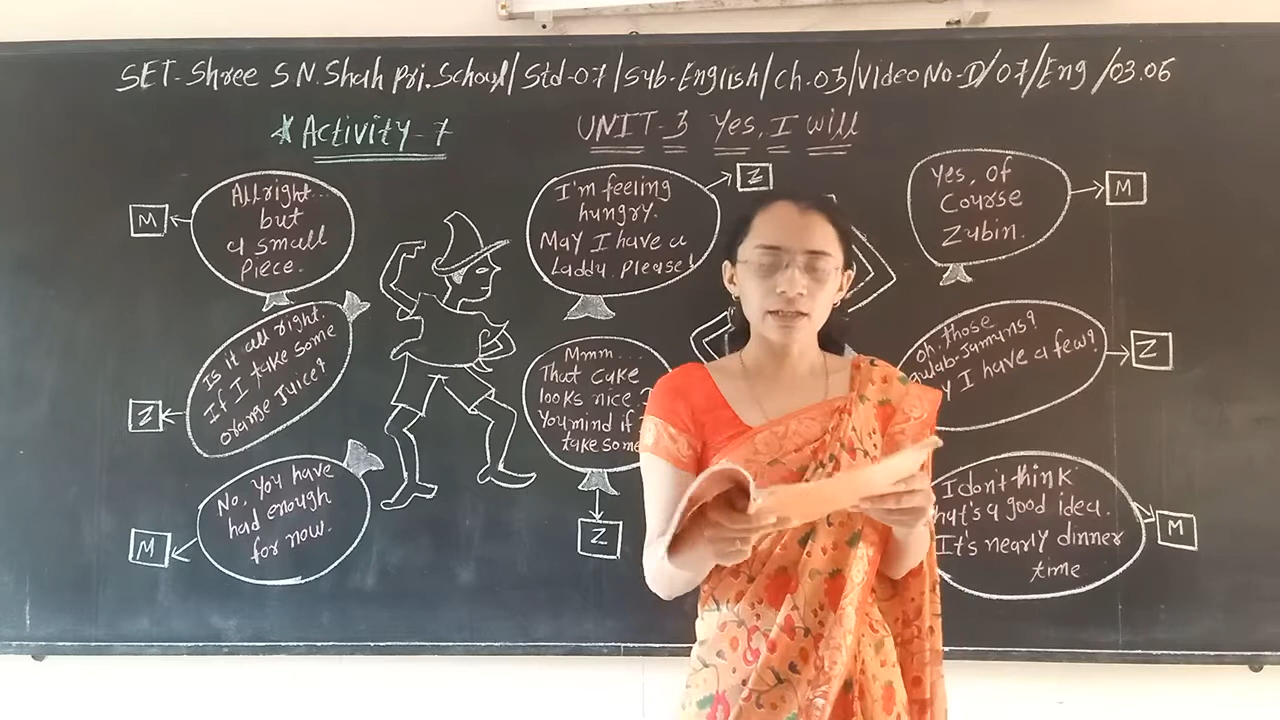 SET-Shree S.N.Shah Pri.School/Std-07/Sub-English/Ch.03/Video No-D/07/Eng/03.06
*Activity-7
UNIT-3 Yes, I will
M
All right...
but
a small
Piece.
I'm feeling
hungry.
May I have a
Laddu please!
Z
Yes, Of
Course
Zubin.
M
Is it all right.
If I take some
Orange Juice?
Z
Mmm...
That Cake
looks nice?
You mind if
take some
Z
Oh, those
gulab-jamuns?
I have a few?
Z
No, You have
had enough
for now.
M
I don't think
that's a good idea.
It's nearly dinner
time
M